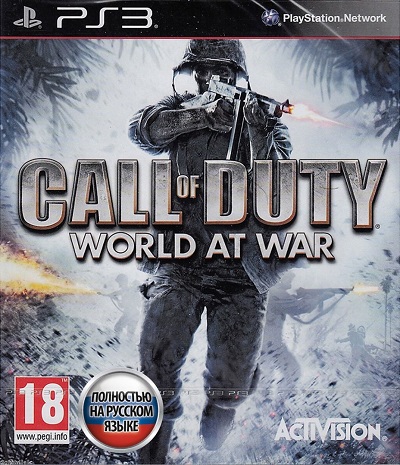 PS3
PlayStation Network
CALL OF DUTY
WORLD AT WAR
18
www.pegi.info
ПОЛНОСТЬЮ
НА РУССКОМ
ЯЗЫКЕ
ACTIVISION